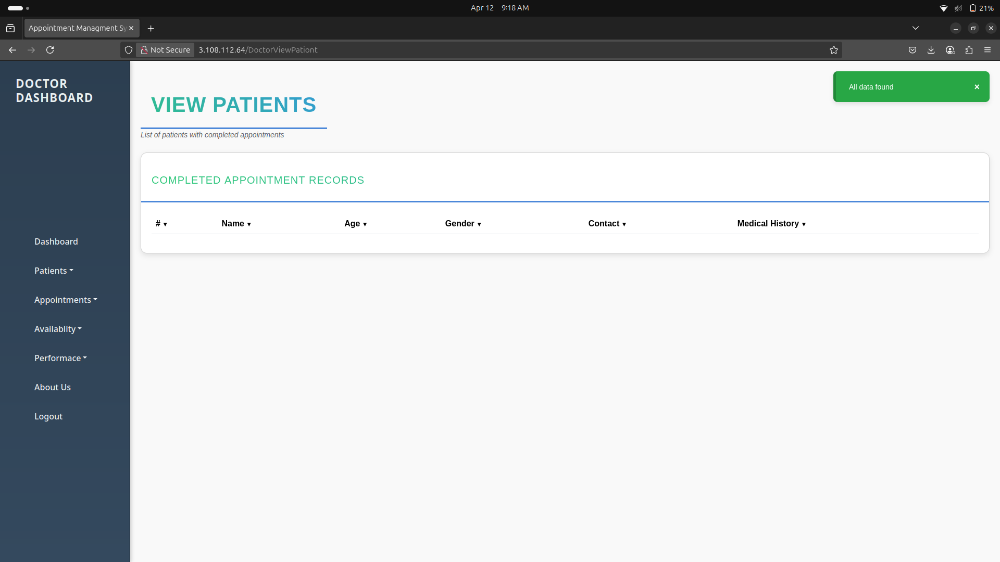 Apr 12 9:18 AM
21%
Appointment Managment Sy
Not Secure 3.108.112.64/DoctorViewPationt
DOCTOR
DASHBOARD
Dashboard
Patients
Appointments
Availablity
Performace
About Us
Logout
VIEW PATIENTS
List of patients with completed appointments
All data found ×
COMPLETED APPOINTMENT RECORDS
# ▼ Name ▼ Age ▼ Gender ▼ Contact ▼ Medical History ▼